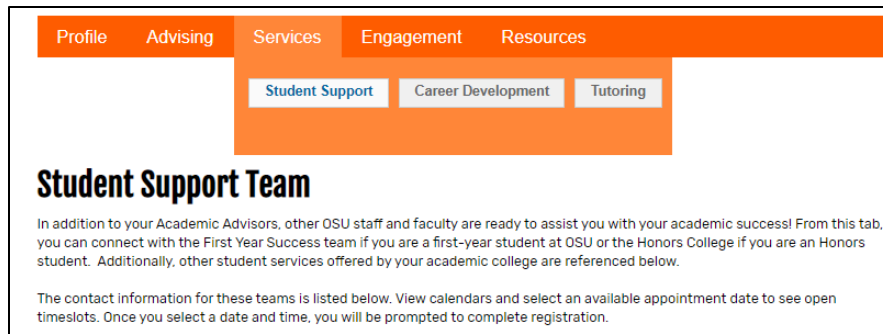 Profile Advising Services Engagement Resources
Student Support Career Development Tutoring
Student Support Team
In addition to your Academic Advisors, other OSU staff and faculty are ready to assist you with your academic success! From this tab,
you can connect with the First Year Success team if you are a first-year student at OSU or the Honors College if you are an Honors
student. Additionally, other student services offered by your academic college are referenced below.
The contact information for these teams is listed below. View calendars and select an available appointment date to see open
timeslots. Once you select a date and time, you will be prompted to complete registration.